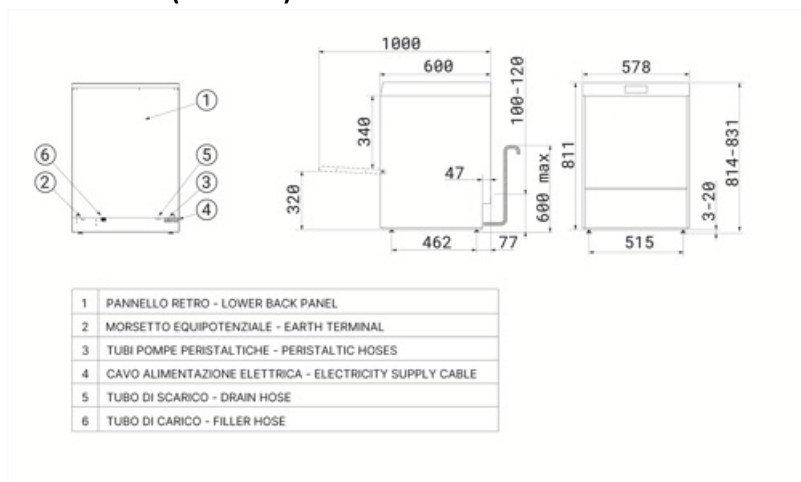 1000
600
578
100-120
1
340
811
814-831
6
5
47
2
3
600 max
320
4
3-20
462
77
515
1 PANNELLO RETRO - LOWER BACK PANEL
2 MORSETTO EQUIPOTENZIALE - EARTH TERMINAL
3 TUBI POMPE PERISTALTICHE - PERISTALTIC HOSES
4 CAVO ALIMENTAZIONE ELETTRICA - ELECTRICITY SUPPLY CABLE
5 TUBO DI SCARICO - DRAIN HOSE
6 TUBO DI CARICO - FILLER HOSE